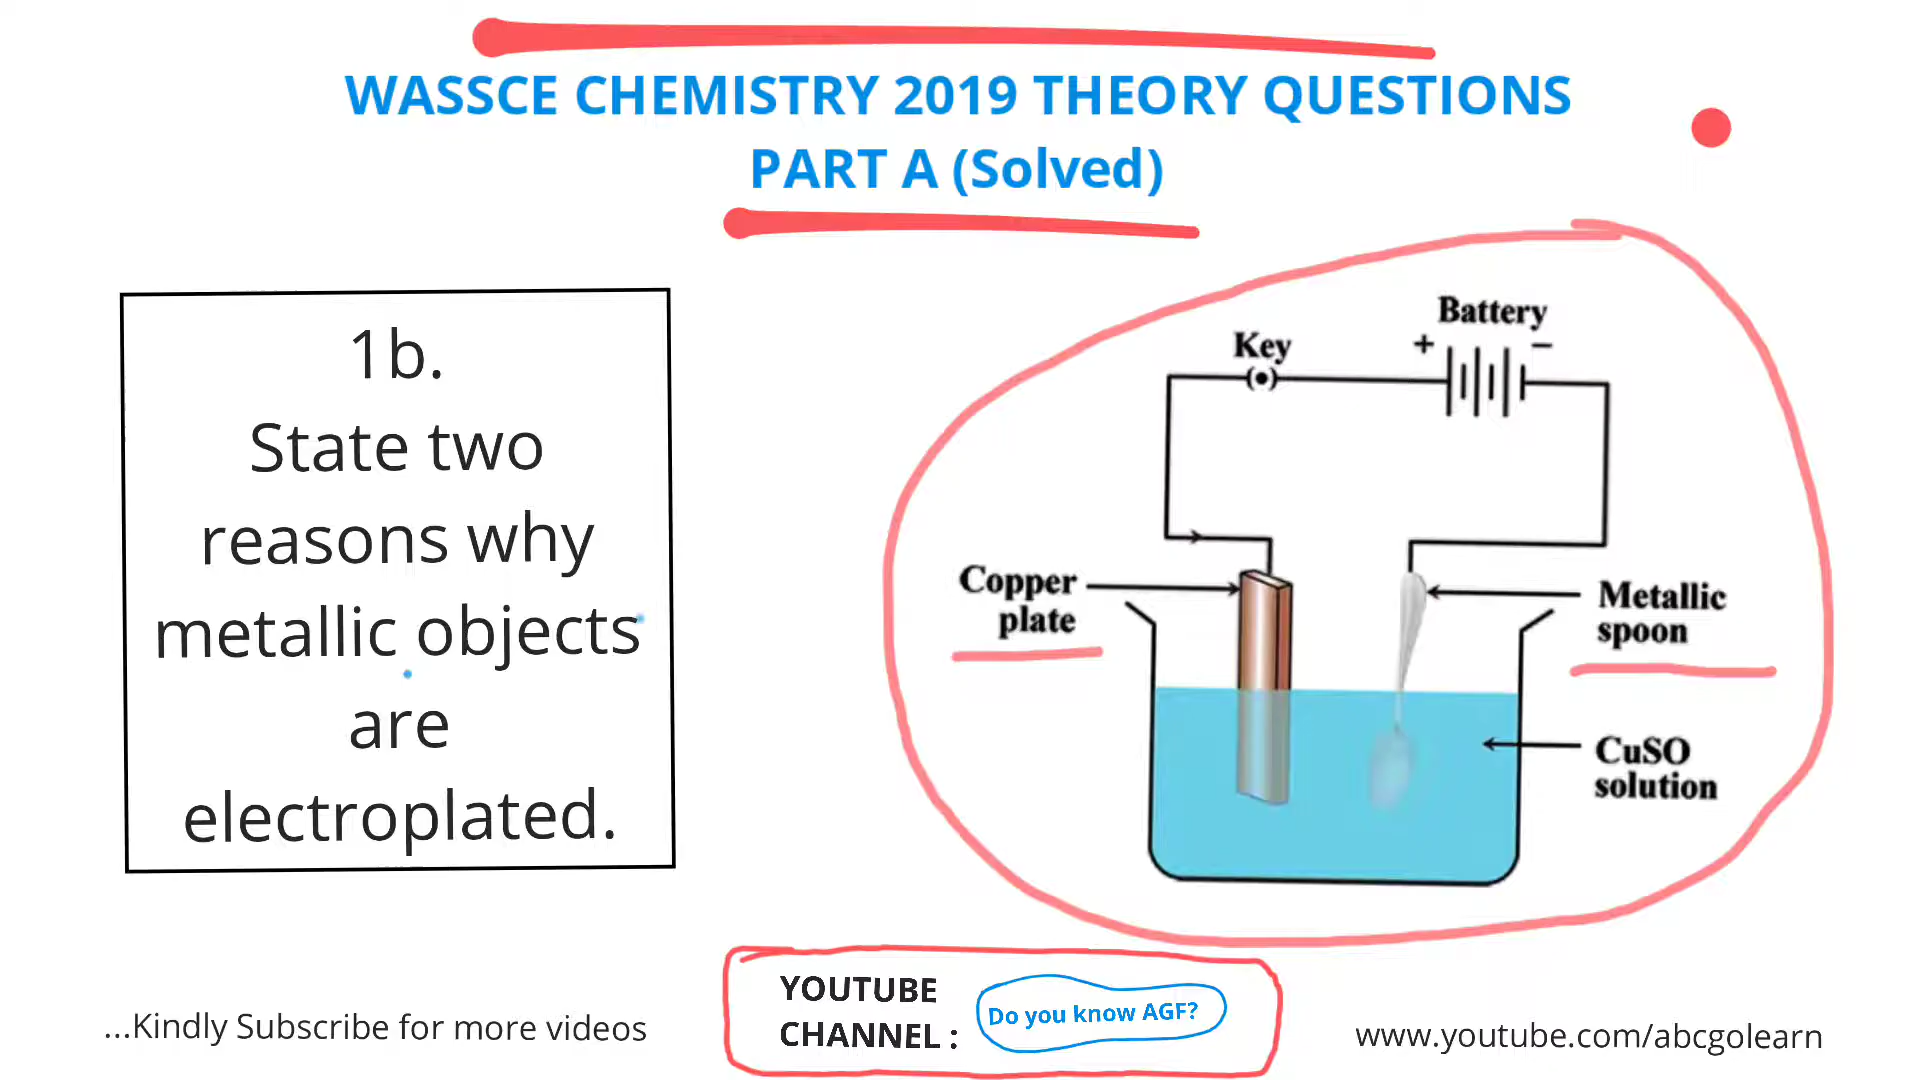 WASSCE CHEMISTRY 2019 THEORY QUESTIONS
PART A (Solved)
1b.
State two
reasons why
metallic objects
are
electroplated.
Battery
+ −
Key
Copper
plate
Metallic
spoon
CuSO
solution
...Kindly Subscribe for more videos
YOUTUBE
CHANNEL :
Do you know AGF?
www.youtube.com/abcgolearn